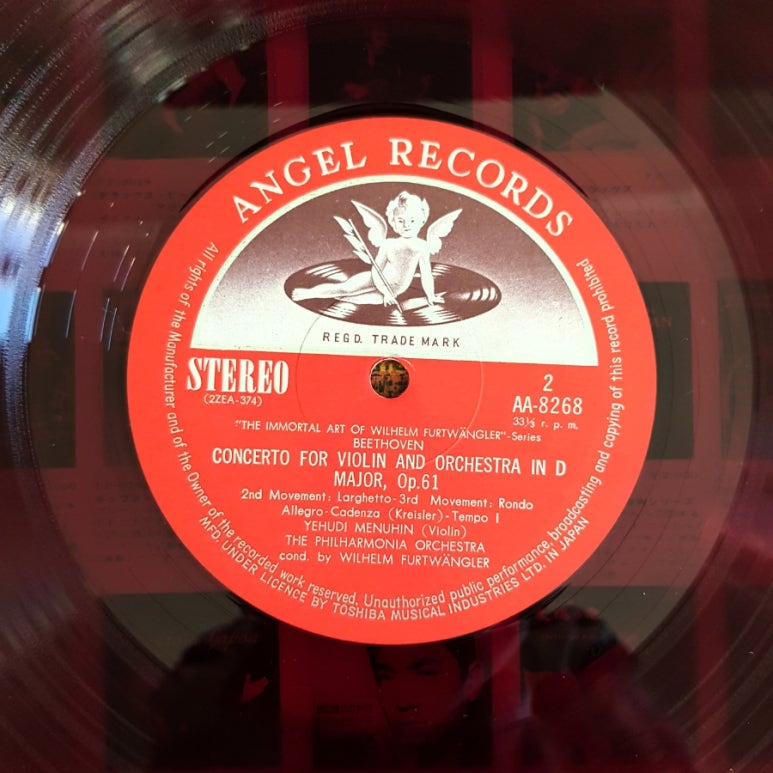 ANGEL RECORDS
REGD. TRADE MARK
STEREO
(2ZEA-374)
2
AA-8268
33⅓ r. p. m.
"THE IMMORTAL ART OF WILHELM FURTWÄNGLER"-Series
BEETHOVEN
CONCERTO FOR VIOLIN AND ORCHESTRA IN D
MAJOR, Op.61
2nd Movement: Larghetto-3rd Movement: Rondo
Allegro-Cadenza (Kreisler)-Tempo I
YEHUDI MENUHIN (Violin)
THE PHILHARMONIA ORCHESTRA
cond. by WILHELM FURTWÄNGLER
All rights of the Manufacturer and of the Owner of the recorded work reserved. Unauthorized public performance, broadcasting and copying of this record prohibited
MFD. UNDER LICENCE BY TOSHIBA MUSICAL INDUSTRIES LTD. IN JAPAN